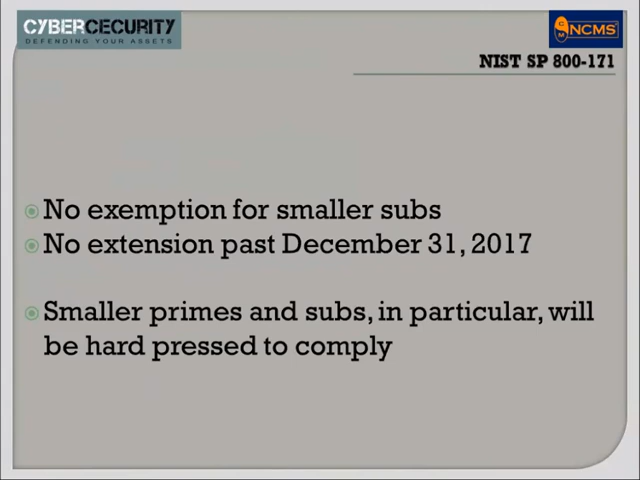 CYBERCECURITY
DEFENDING YOUR ASSETS
CM NCMS
NIST SP 800-171
No exemption for smaller subs
No extension past December 31, 2017
Smaller primes and subs, in particular, will
be hard pressed to comply